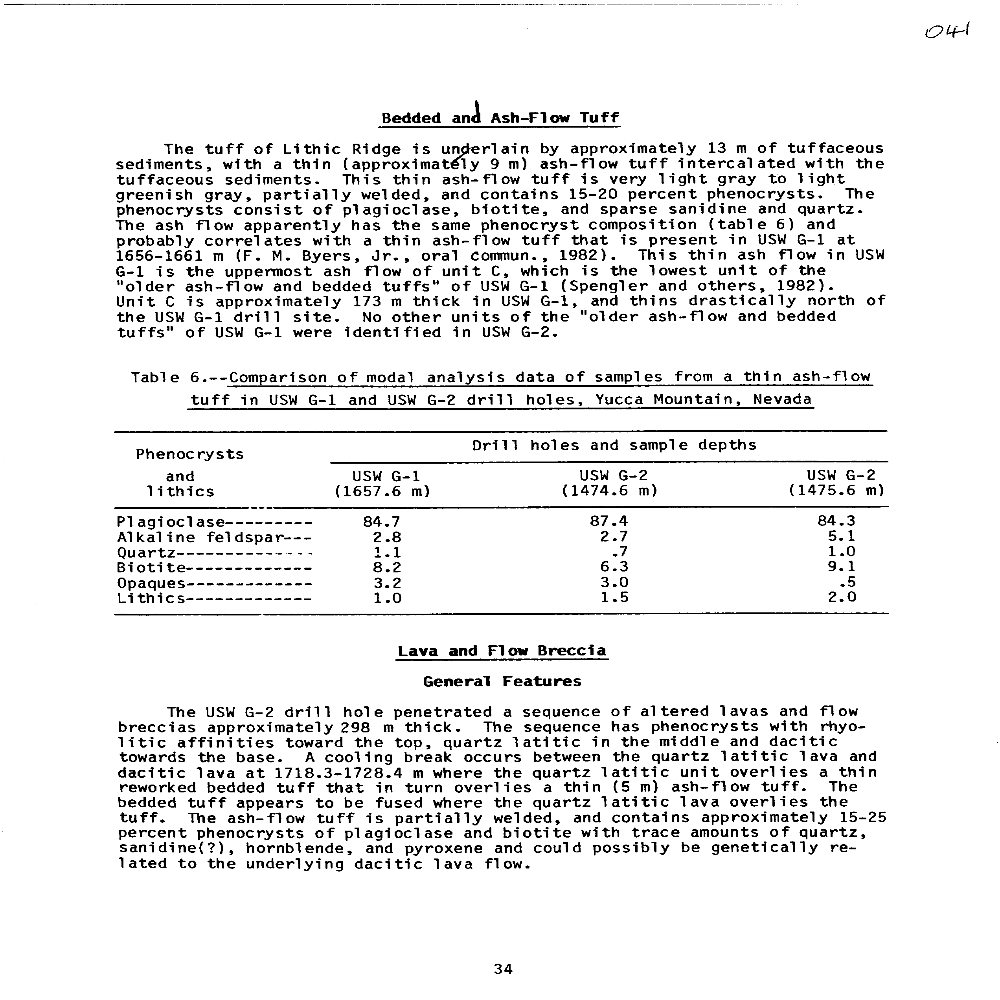 041
Bedded and Ash-Flow Tuff
The tuff of Lithic Ridge is underlain by approximately 13 m of tuffaceous
sediments, with a thin (approximately 9 m) ash-flow tuff intercalated with the
tuffaceous sediments. This thin ash-flow tuff is very light gray to light
greenish gray, partially welded, and contains 15-20 percent phenocrysts. The
phenocrysts consist of plagioclase, biotite, and sparse sanidine and quartz.
The ash flow apparently has the same phenocryst composition (table 6) and
probably correlates with a thin ash-flow tuff that is present in USW G-1 at
1656-1661 m (F. M. Byers, Jr., oral commun., 1982). This thin ash flow in USW
G-1 is the uppermost ash flow of unit C, which is the lowest unit of the
"older ash-flow and bedded tuffs" of USW G-1 (Spengler and others, 1982).
Unit C is approximately 173 m thick in USW G-1, and thins drastically north of
the USW G-1 drill site. No other units of the "older ash-flow and bedded
tuffs" of USW G-1 were identified in USW G-2.
Table 6.--Comparison of modal analysis data of samples from a thin ash-flow
tuff in USW G-1 and USW G-2 drill holes, Yucca Mountain, Nevada
Phenocrysts Drill holes and sample depths
and USW G-1 USW G-2 USW G-2
lithics (1657.6 m) (1474.6 m) (1475.6 m)
Plagioclase--------- 84.7 87.4 84.3
Alkaline feldspar--- 2.8 2.7 5.1
Quartz-------------- 1.1 .7 1.0
Biotite------------- 8.2 6.3 9.1
Opaques------------- 3.2 3.0 .5
Lithics------------- 1.0 1.5 2.0
Lava and Flow Breccia
General Features
The USW G-2 drill hole penetrated a sequence of altered lavas and flow
breccias approximately 298 m thick. The sequence has phenocrysts with rhyo-
litic affinities toward the top, quartz latitic in the middle and dacitic
towards the base. A cooling break occurs between the quartz latitic lava and
dacitic lava at 1718.3-1728.4 m where the quartz latitic unit overlies a thin
reworked bedded tuff that in turn overlies a thin (5 m) ash-flow tuff. The
bedded tuff appears to be fused where the quartz latitic lava overlies the
tuff. The ash-flow tuff is partially welded, and contains approximately 15-25
percent phenocrysts of plagioclase and biotite with trace amounts of quartz,
sanidine(?), hornblende, and pyroxene and could possibly be genetically re-
lated to the underlying dacitic lava flow.
34